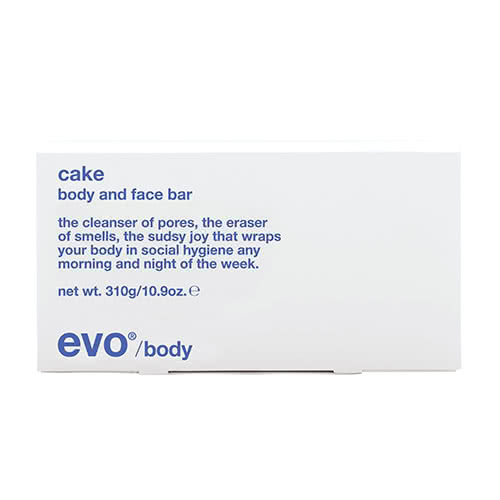 cake
body and face bar
the cleanser of pores, the eraser
of smells, the sudsy joy that wraps
your body in social hygiene any
morning and night of the week.
net wt. 310g/10.9oz. ℮
evo®/body